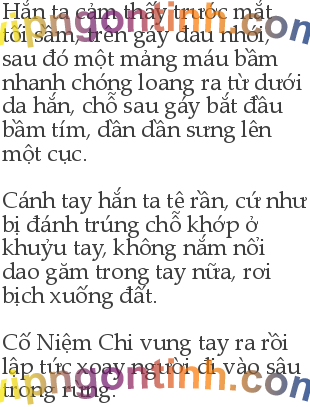 Hắn ta cảm thấy trước mắt
tối sầm, trên gáy đau nhói,
sau đó một mảng máu bầm
nhanh chóng loang ra từ dưới
da hắn, chỗ sau gáy bắt đầu
bầm tím, dần dần sưng lên
một cục.
Cánh tay hắn ta tê rần, cứ như
bị đánh trúng chỗ khớp ở
khuỷu tay, không nắm nổi
dao găm trong tay nữa, rơi
bịch xuống đất.
Cố Niệm Chi vung tay ra rồi
lập tức xoay người đi vào sâu
trong rừng.
vipngontinh.com
vipngontinh.com